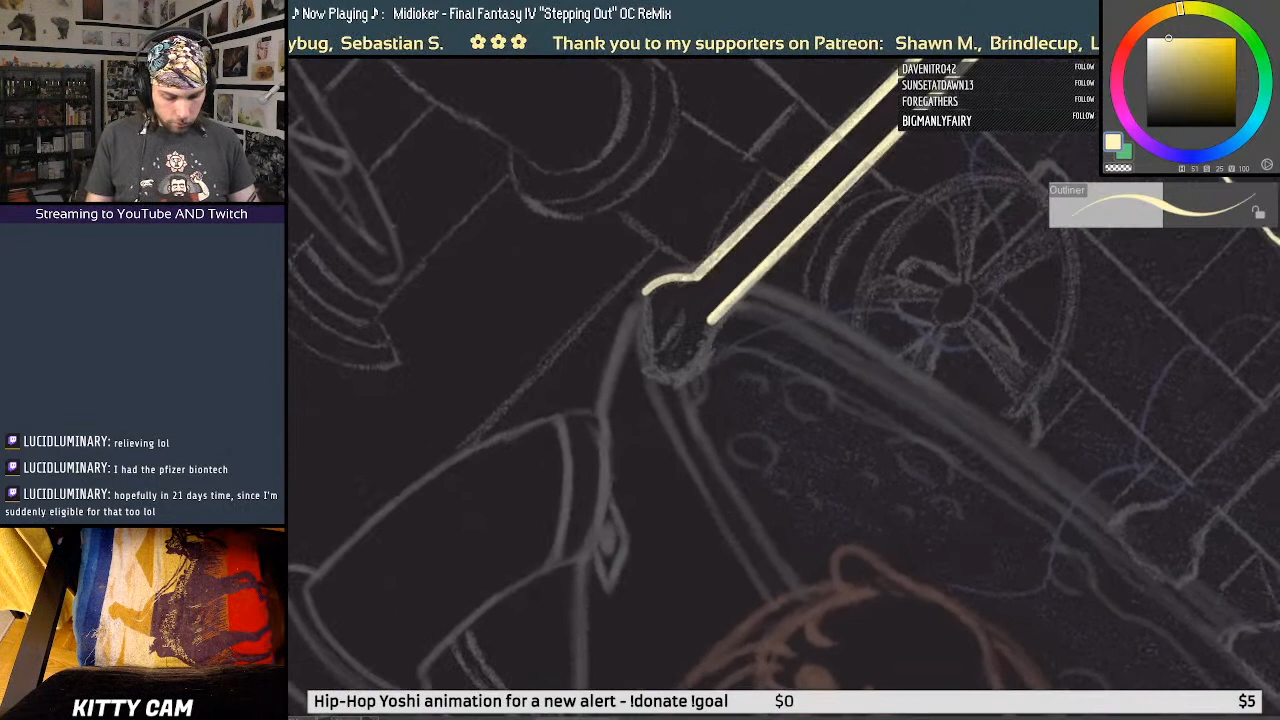 ♪ Now Playing ♪: Midioker - Final Fantasy IV "Stepping Out" OC ReMix
ybug, Sebastian S. ✿ ✿ ✿ Thank you to my supporters on Patreon: Shawn M., Brindlecup, L
DAVENITRO42 FOLLOW
SUNSETATDAWN13 FOLLOW
FOREGATHERS FOLLOW
BIGMANLYFAIRY FOLLOW
H 51 S 25 V 100
Outliner
Streaming to YouTube AND Twitch
LUCIDLUMINARY: relieving lol
LUCIDLUMINARY: I had the pfizer biontech
LUCIDLUMINARY: hopefully in 21 days time, since I'm
suddenly eligible for that too lol
KITTY CAM
Hip-Hop Yoshi animation for a new alert - !donate !goal $0 $5